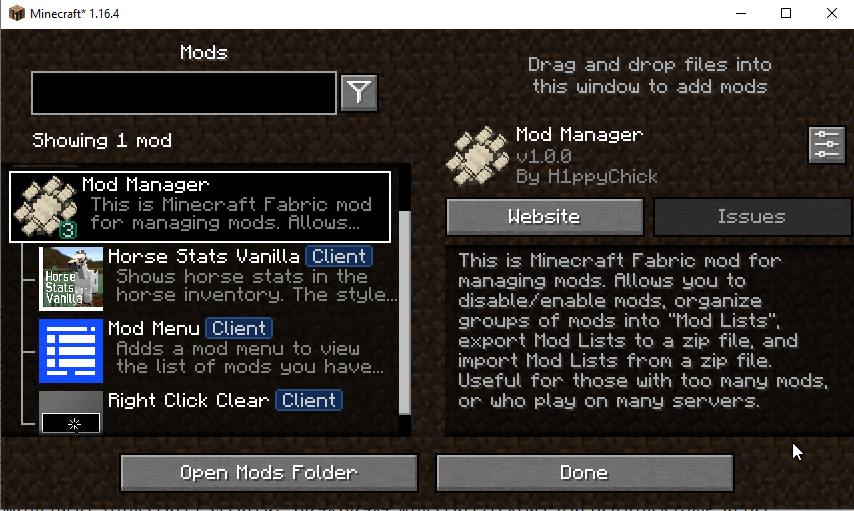 Minecraft* 1.16.4
Mods
Drag and drop files into
this window to add mods
Showing 1 mod
Mod Manager
This is Minecraft Fabric mod
for managing mods. Allows...
3
Horse Stats Vanilla Client
Shows horse stats in the
horse inventory. The style...
Horse
Stats
Vanilla
Mod Menu Client
Adds a mod menu to view
the list of mods you have...
Right Click Clear Client
Mod Manager
v1.0.0
By H1ppyChick
Website
Issues
This is Minecraft Fabric mod for
managing mods. Allows you to
disable/enable mods, organize
groups of mods into "Mod Lists",
export Mod Lists to a zip file, and
import Mod Lists from a zip file.
Useful for those with too many mods,
or who play on many servers.
Open Mods Folder
Done